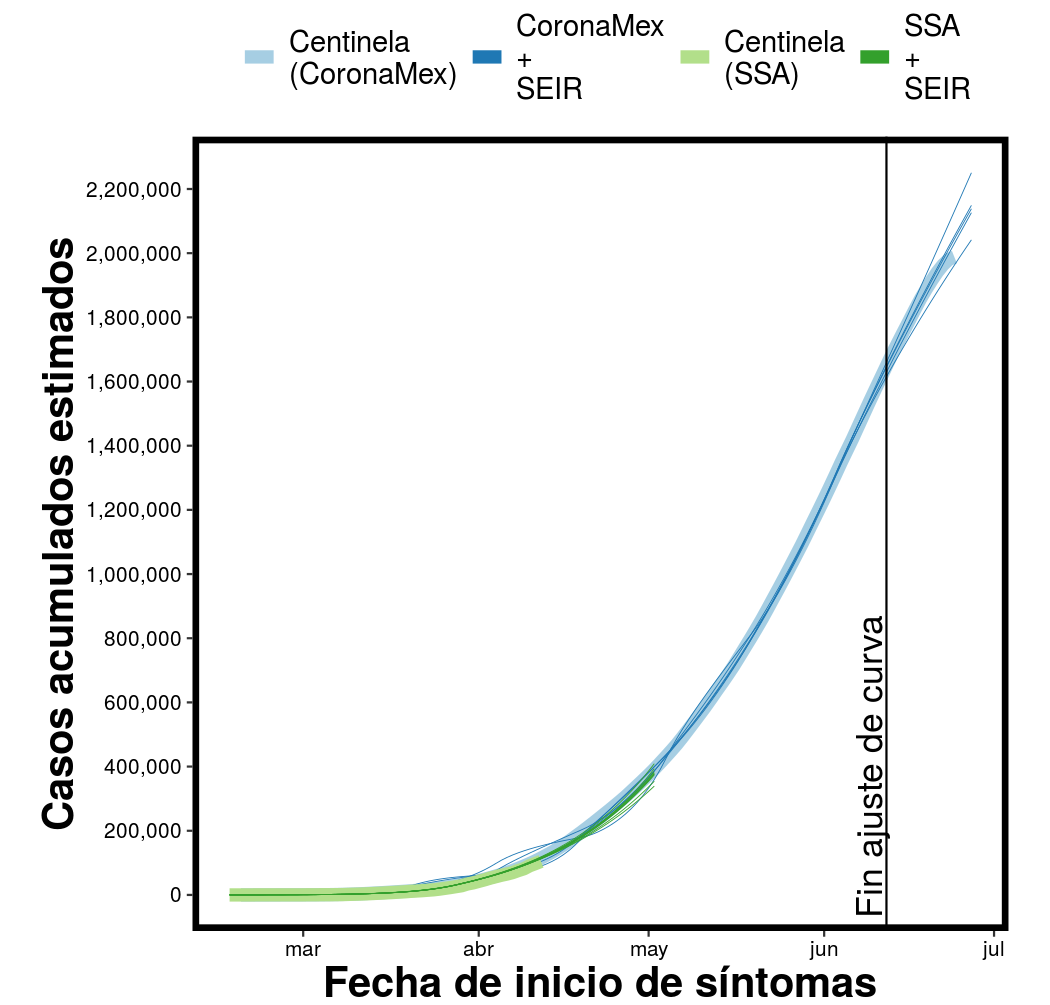 Centinela
(CoronaMex)
CoronaMex
+
SEIR
Centinela
(SSA)
SSA
+
SEIR
Casos acumulados estimados
2,200,000
2,000,000
1,800,000
1,600,000
1,400,000
1,200,000
1,000,000
800,000
600,000
400,000
200,000
0
Fin ajuste de curva
mar
abr
may
jun
jul
Fecha de inicio de síntomas